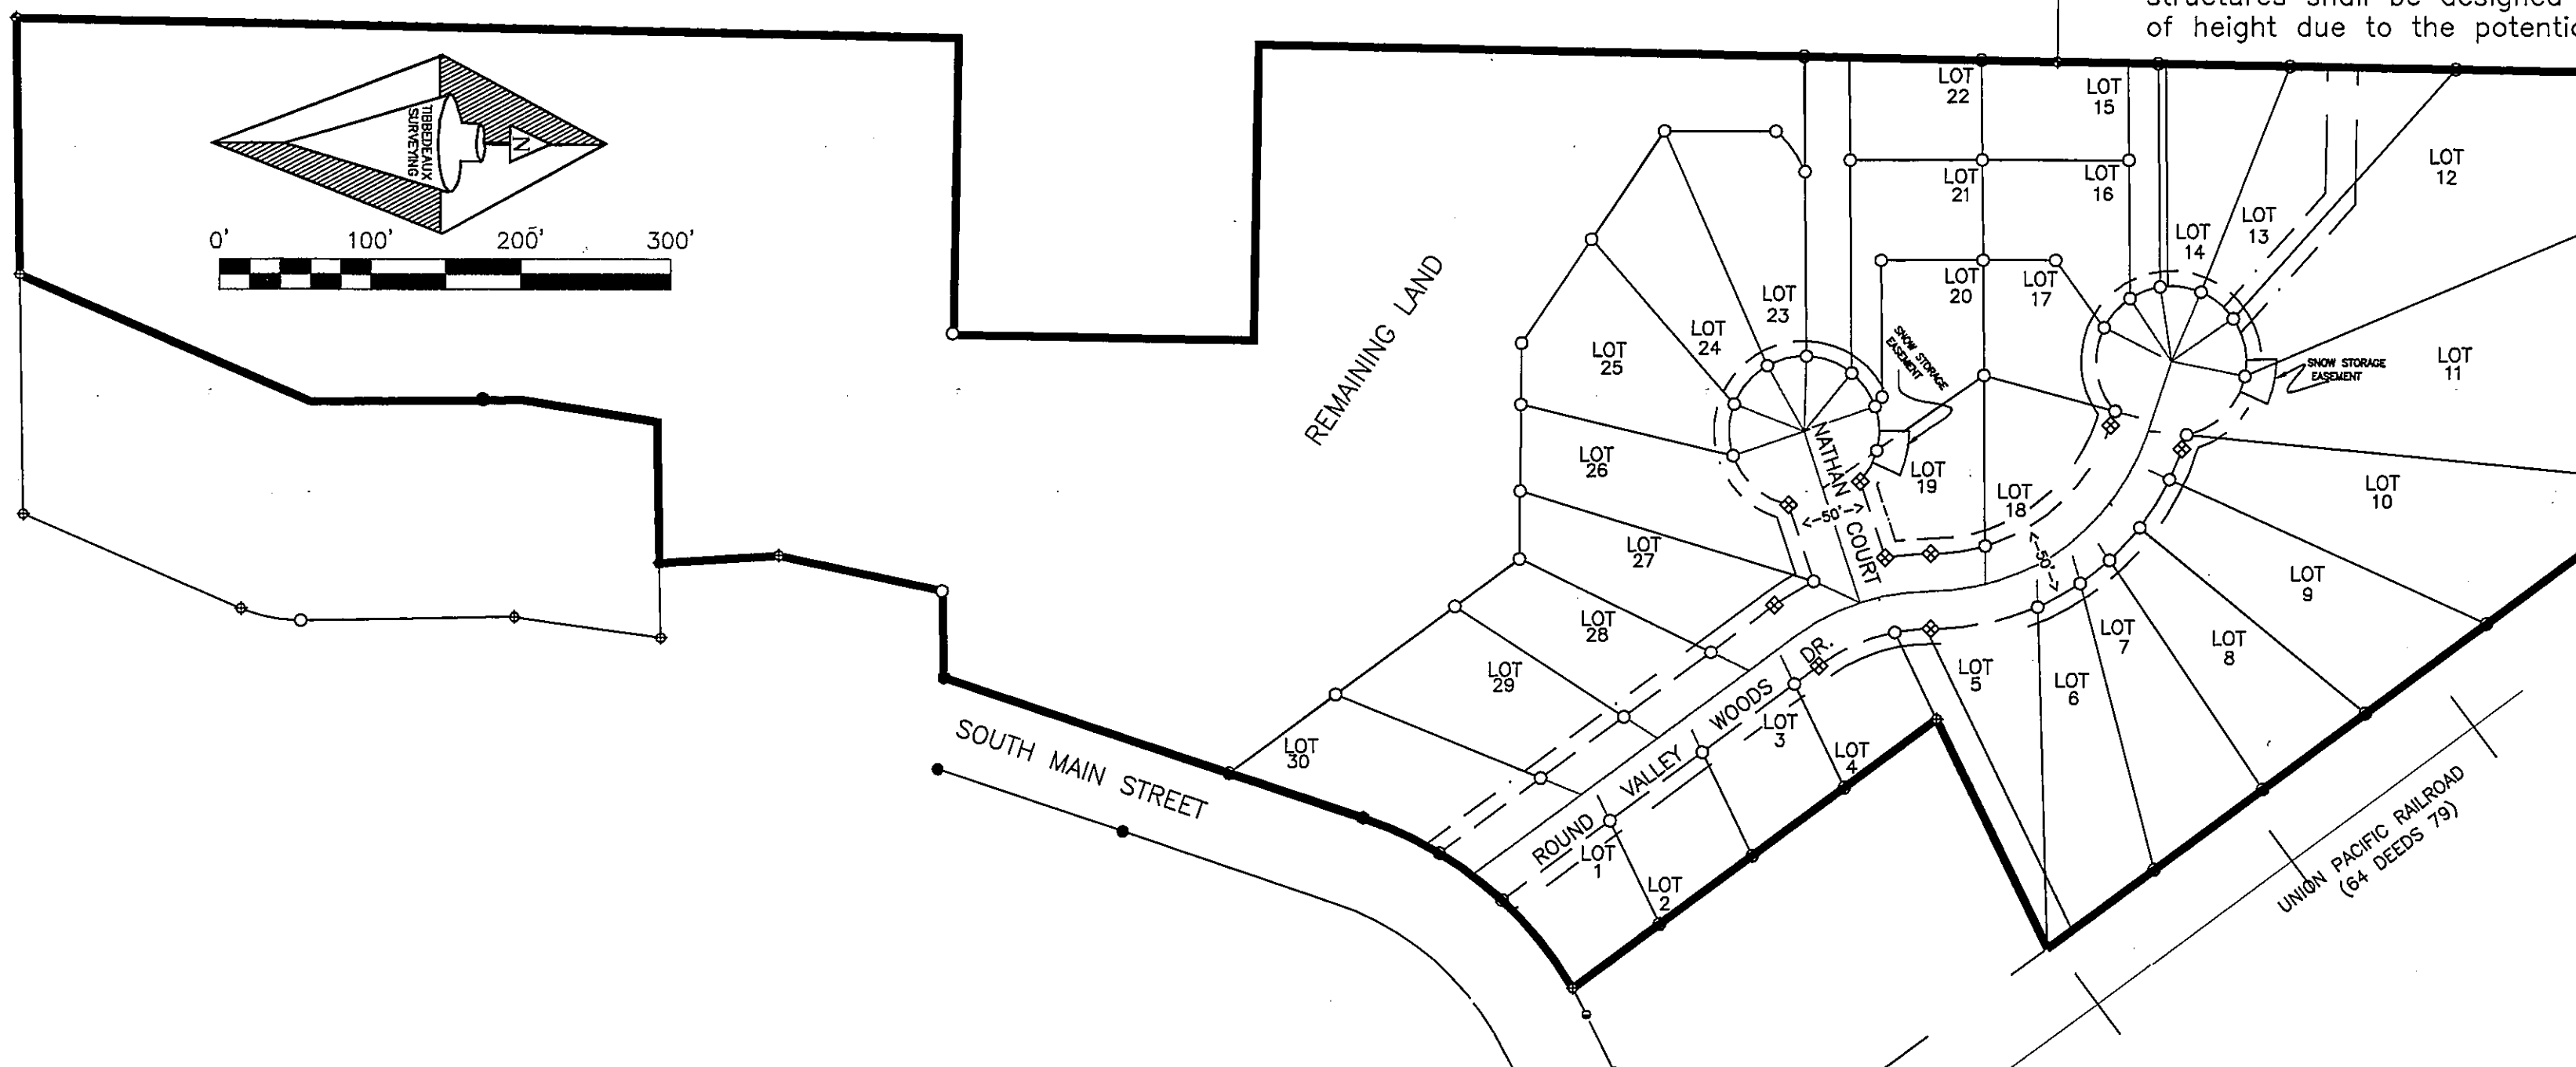 structures shall be designed
of height due to the potentic
TIBBEDEAUX
SURVEYING
N
0'
100'
200'
300'
REMAINING LAND
LOT
22
LOT
15
LOT
12
LOT
21
LOT
16
LOT
13
LOT
14
LOT
23
LOT
20
LOT
17
LOT
24
LOT
25
SNOW STORAGE
EASEMENT
SNOW STORAGE
EASEMENT
LOT
11
LOT
26
LOT
19
LOT
18
LOT
10
NATHAN COURT
50'
50'
LOT
27
LOT
9
LOT
28
LOT
7
LOT
8
LOT
29
LOT
5
LOT
6
LOT
3
LOT
4
LOT
30
ROUND VALLEY WOODS DR.
SOUTH MAIN STREET
LOT
1
LOT
2
UNION PACIFIC RAILROAD
(64 DEEDS 79)